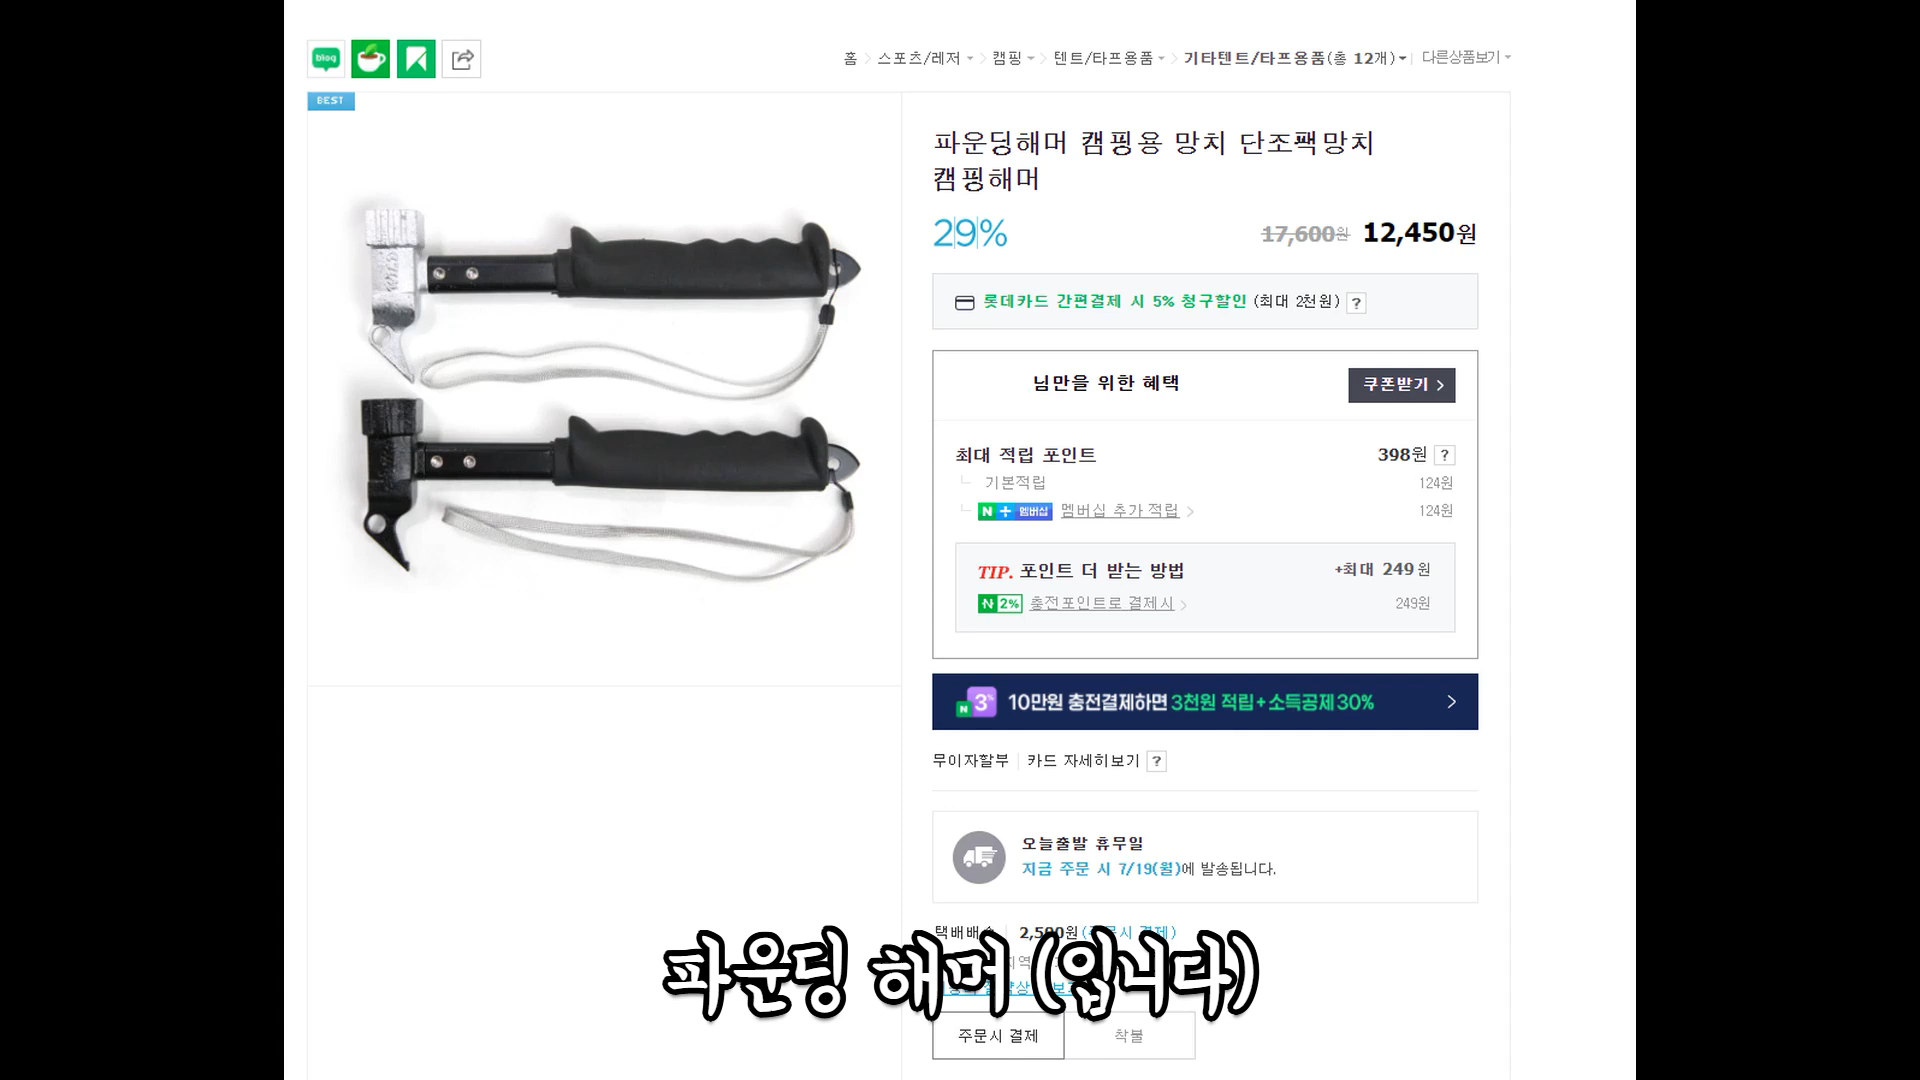 blog
홈 스포츠/레저 캠핑 텐트/타프용품 기타텐트/타프용품(총 12개) 다른상품보기
BEST
파운딩해머 캠핑용 망치 단조팩망치
캠핑해머
29% 17,600원 12,450원
롯데카드 간편결제 시 5% 청구할인 (최대 2천원) ?
님만을 위한 혜택 쿠폰받기
최대 적립 포인트 398원 ?
기본적립 124원
N + 멤버십 멤버십 추가 적립 124원
TIP. 포인트 더 받는 방법 +최대 249원
N 2% 충전포인트로 결제시 249원
N 3% 10만원 충전결제하면 3천원 적립+소득공제 30%
무이자할부 카드 자세히보기 ?
오늘출발 휴무일
지금 주문 시 7/19(월)에 발송됩니다.
택배배송 2,500원(주문시 결제)
파운딩 해머 (입니다)
주문시 결제 착불